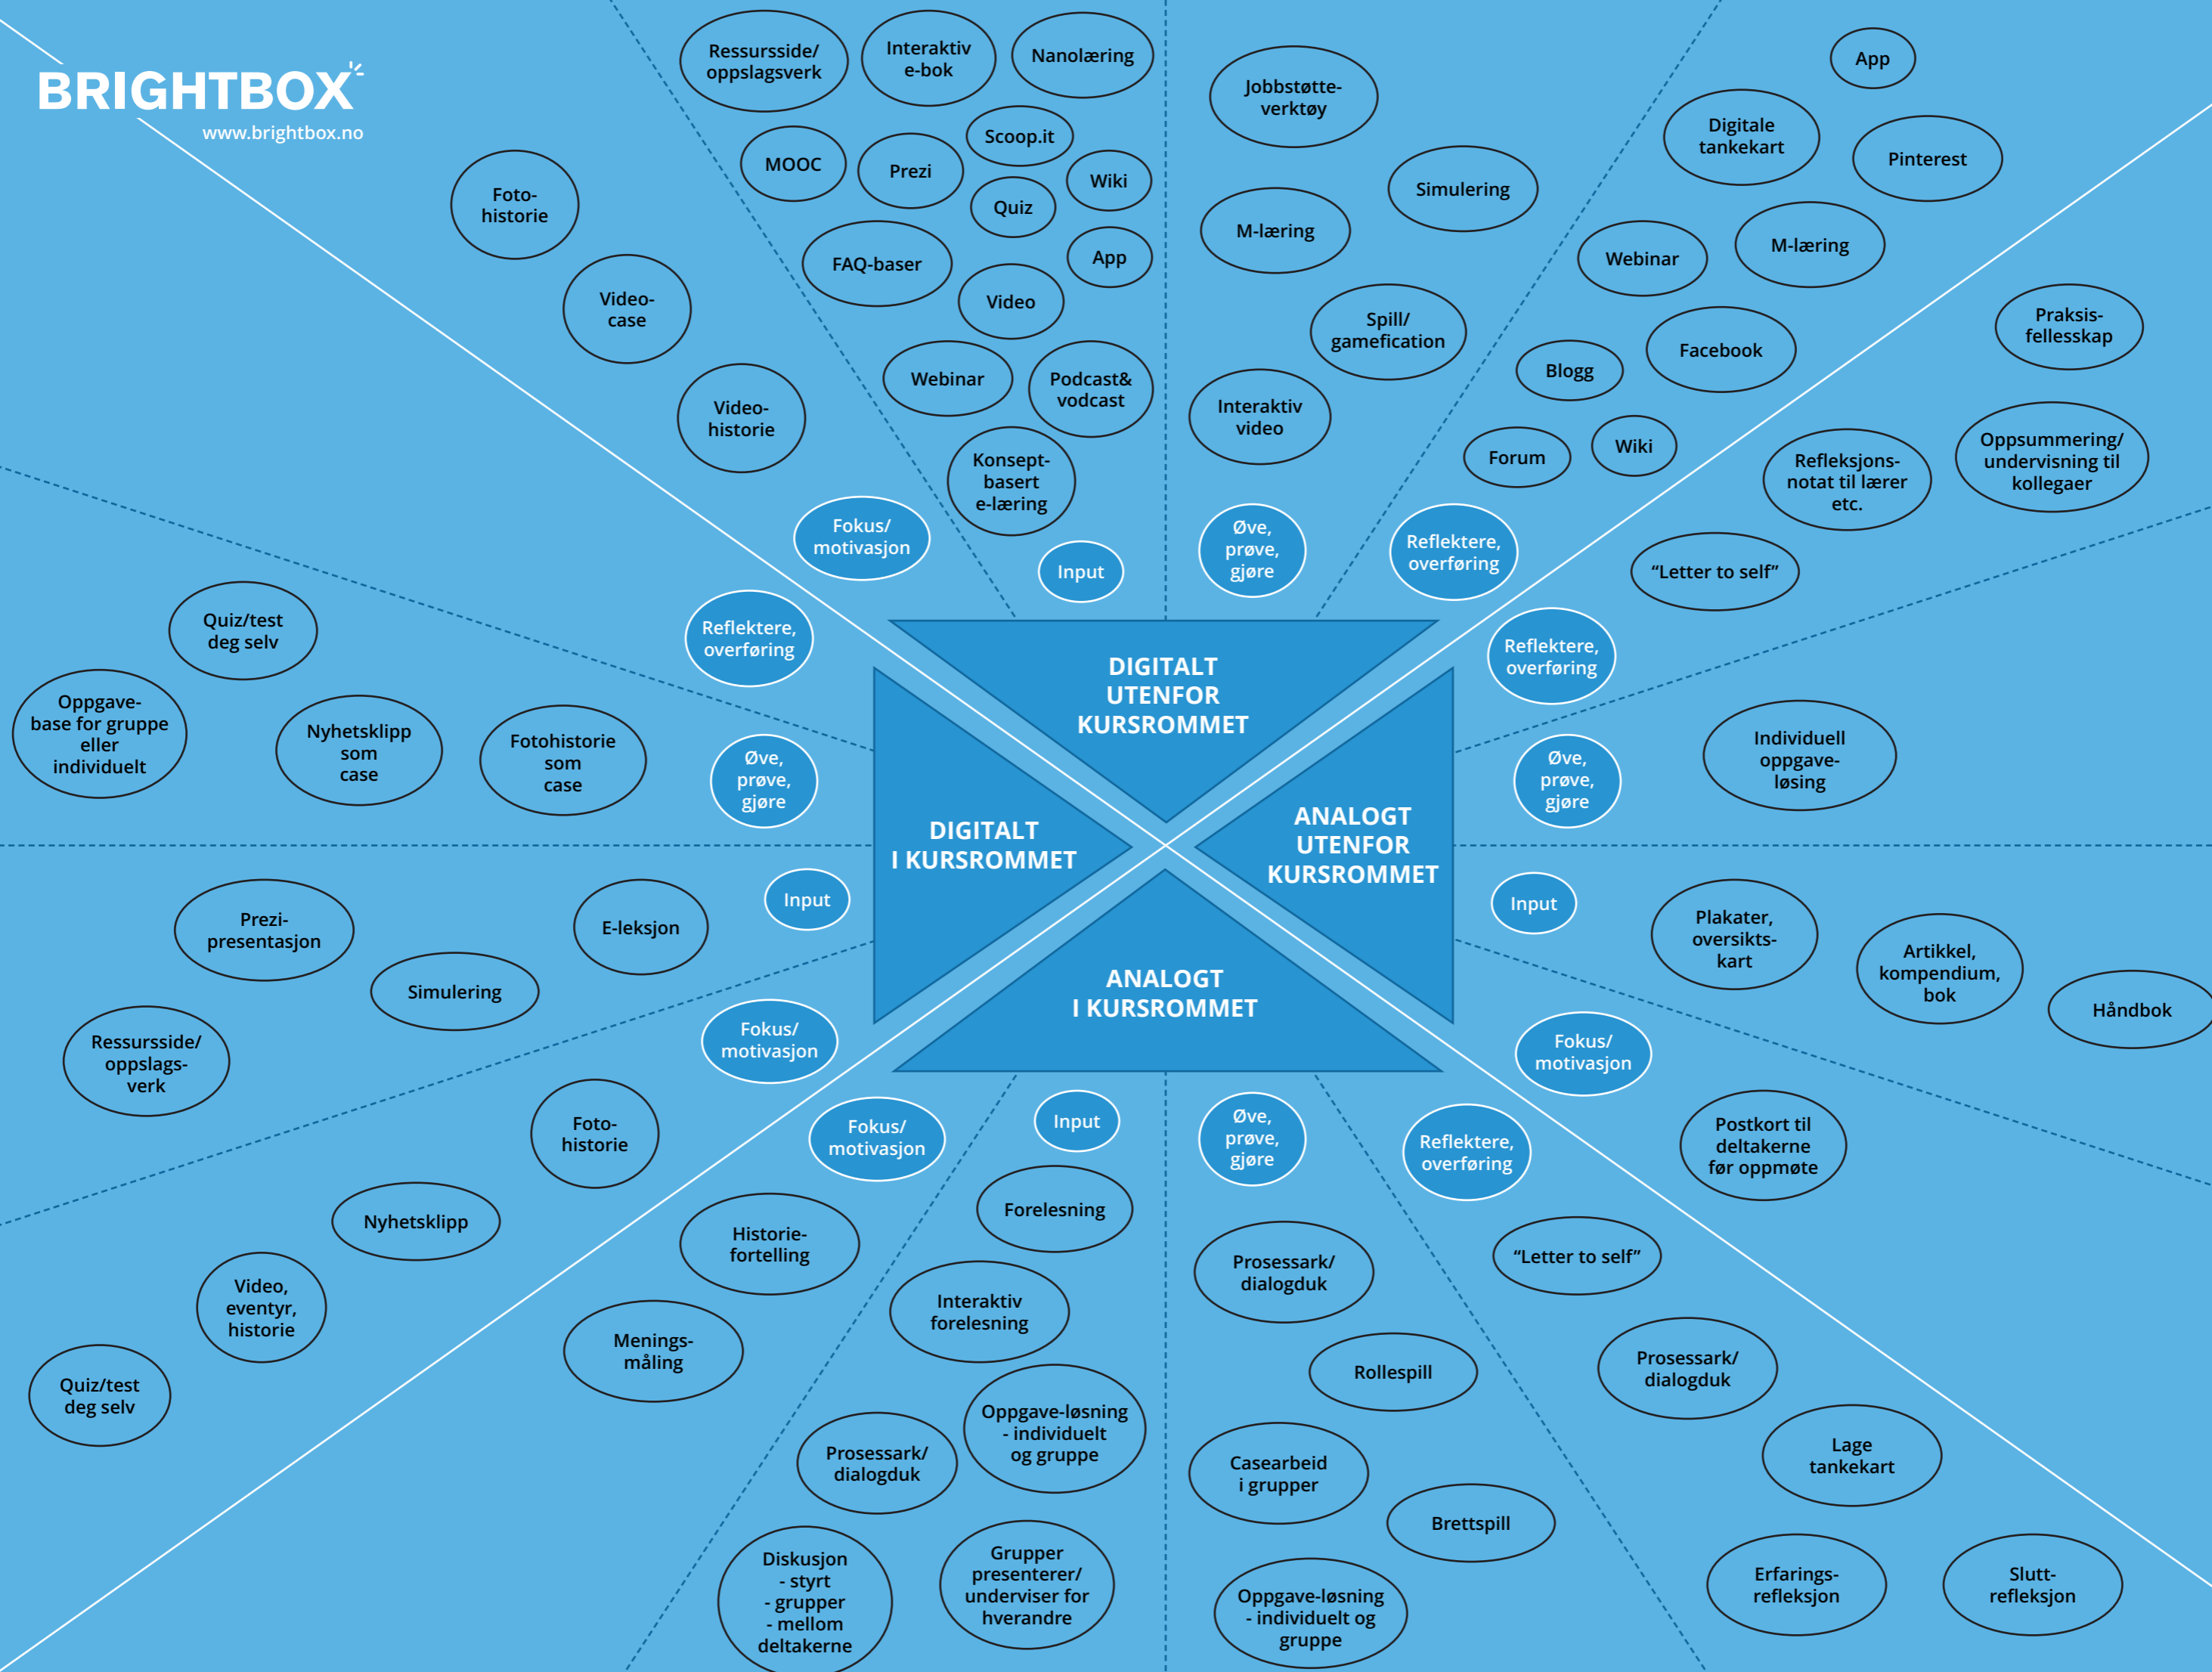 BRIGHTBOX
www.brightbox.no
DIGITALT
UTENFOR
KURSROMMET
Fokus/
motivasjon
Foto-
historie
Video-
case
Video-
historie
Input
Ressursside/
oppslagsverk
Interaktiv
e-bok
Nanolæring
MOOC
Prezi
Scoop.it
Wiki
Quiz
FAQ-baser
App
Video
Webinar
Podcast&
vodcast
Konsept-
basert
e-læring
Øve,
prøve,
gjøre
Jobbstøtte-
verktøy
Simulering
M-læring
Spill/
gamefication
Interaktiv
video
Reflektere,
overføring
App
Digitale
tankekart
Pinterest
Webinar
M-læring
Blogg
Facebook
Forum
Wiki
ANALOGT
UTENFOR
KURSROMMET
Reflektere,
overføring
Praksis-
fellesskap
Refleksjons-
notat til lærer
etc.
Oppsummering/
undervisning til
kollegaer
“Letter to self”
Øve,
prøve,
gjøre
Individuell
oppgave-
løsing
Input
Plakater,
oversikts-
kart
Artikkel,
kompendium,
bok
Håndbok
Fokus/
motivasjon
Postkort til
deltakerne
før oppmøte
DIGITALT
I KURSROMMET
Reflektere,
overføring
Øve,
prøve,
gjøre
Quiz/test
deg selv
Oppgave-
base for gruppe
eller
individuelt
Nyhetsklipp
som
case
Fotohistorie
som
case
Input
Prezi-
presentasjon
E-leksjon
Simulering
Ressursside/
oppslags-
verk
Fokus/
motivasjon
Foto-
historie
Nyhetsklipp
Video,
eventyr,
historie
Quiz/test
deg selv
ANALOGT
I KURSROMMET
Fokus/
motivasjon
Historie-
fortelling
Menings-
måling
Input
Forelesning
Interaktiv
forelesning
Oppgave-løsning
- individuelt
og gruppe
Prosessark/
dialogduk
Diskusjon
- styrt
- grupper
- mellom
deltakerne
Grupper
presenterer/
underviser for
hverandre
Øve,
prøve,
gjøre
Prosessark/
dialogduk
Rollespill
Casearbeid
i grupper
Brettspill
Oppgave-løsning
- individuelt og
gruppe
Reflektere,
overføring
“Letter to self”
Prosessark/
dialogduk
Lage
tankekart
Erfarings-
refleksjon
Slutt-
refleksjon